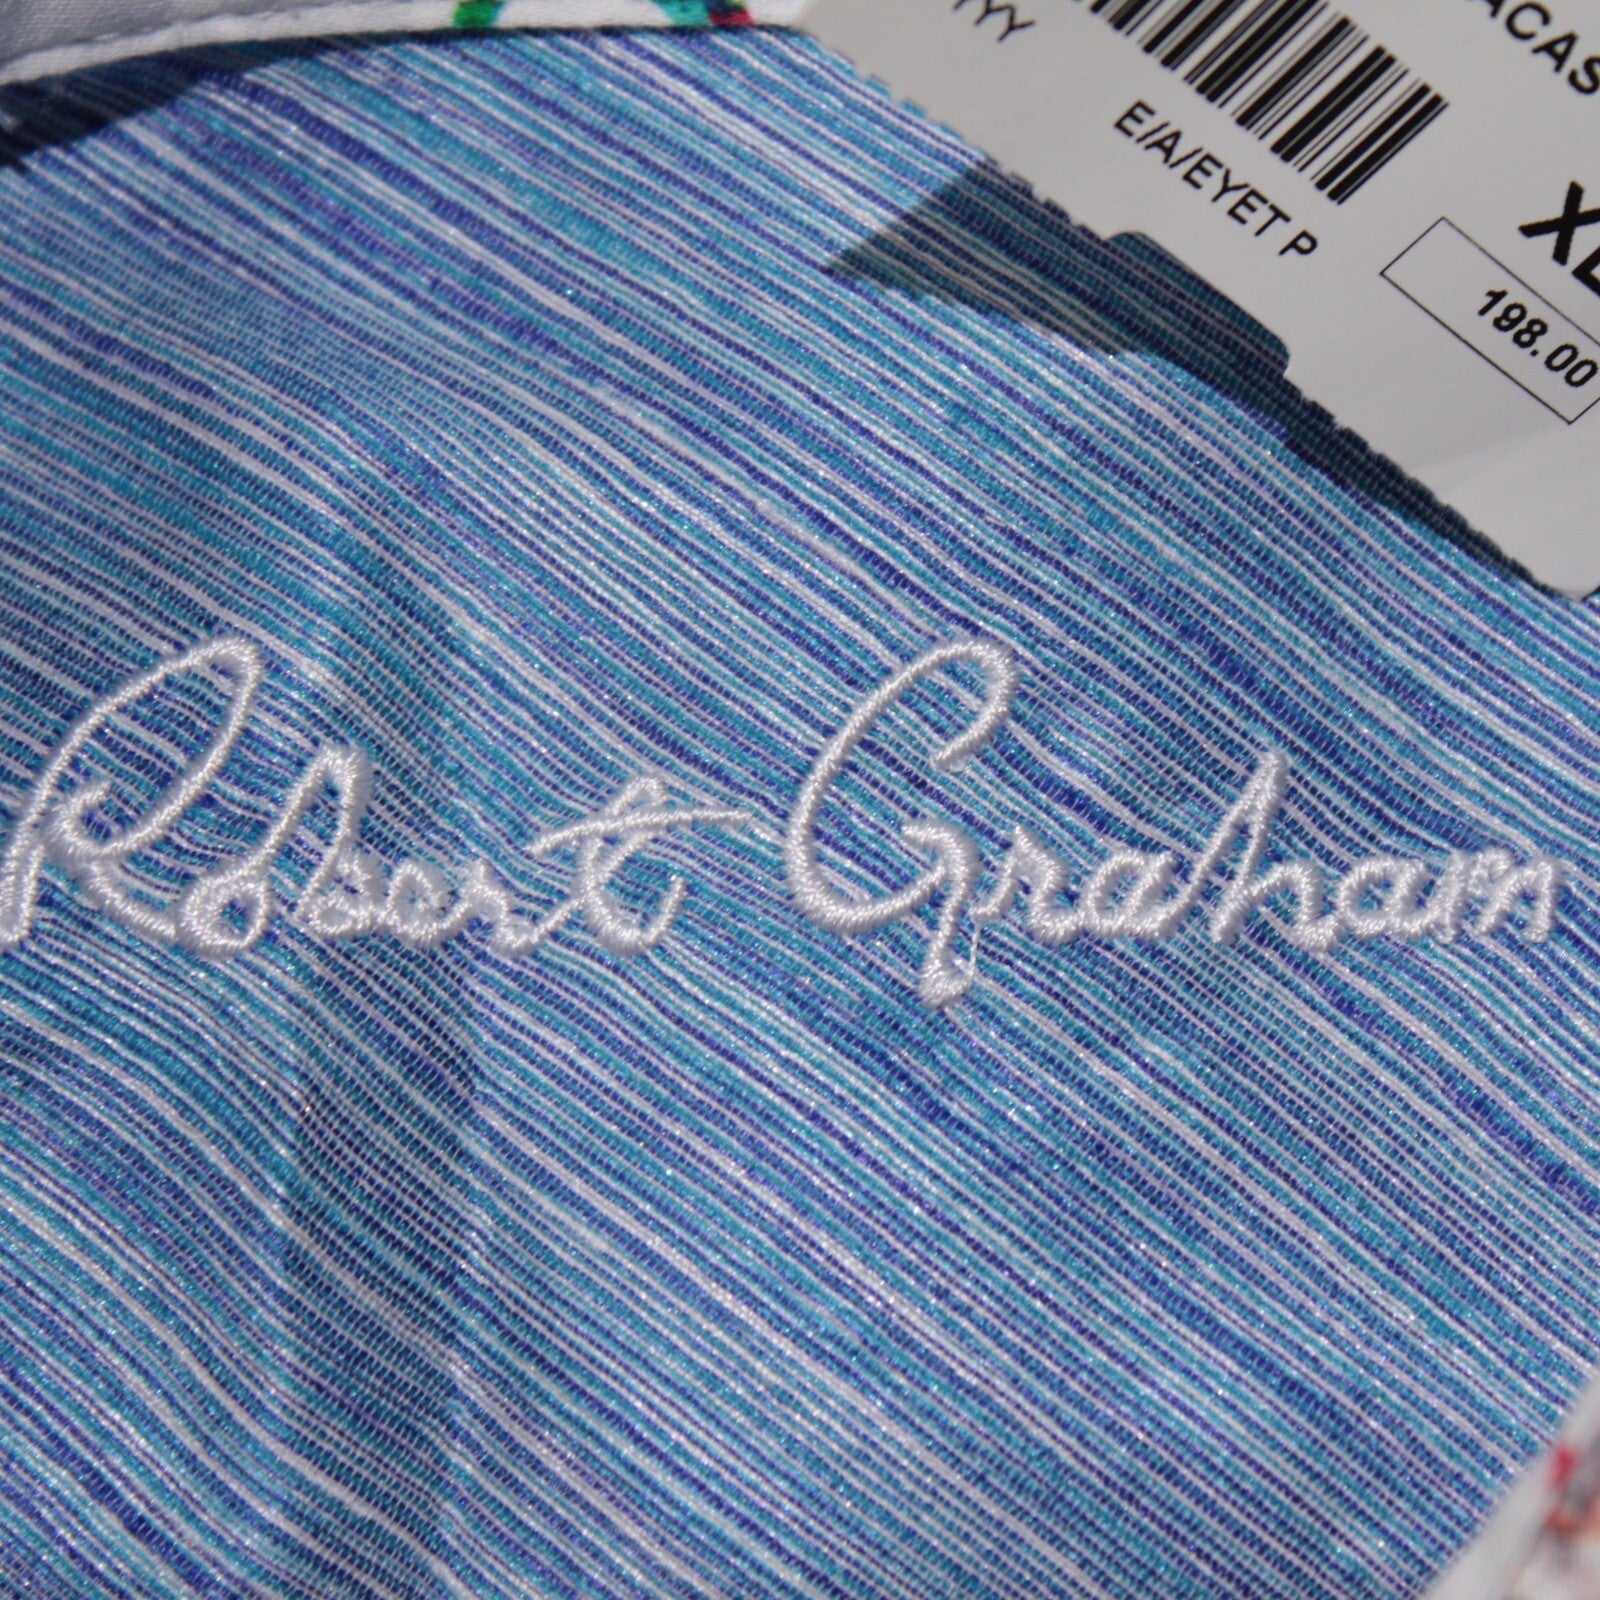 E/A/EYET P
198.00
Robert Graham